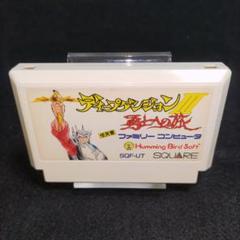 ディープダンジョンIII
勇士への旅
ファミリー コンピュータ
Humming Bird Soft
SQF-UT SQUARE